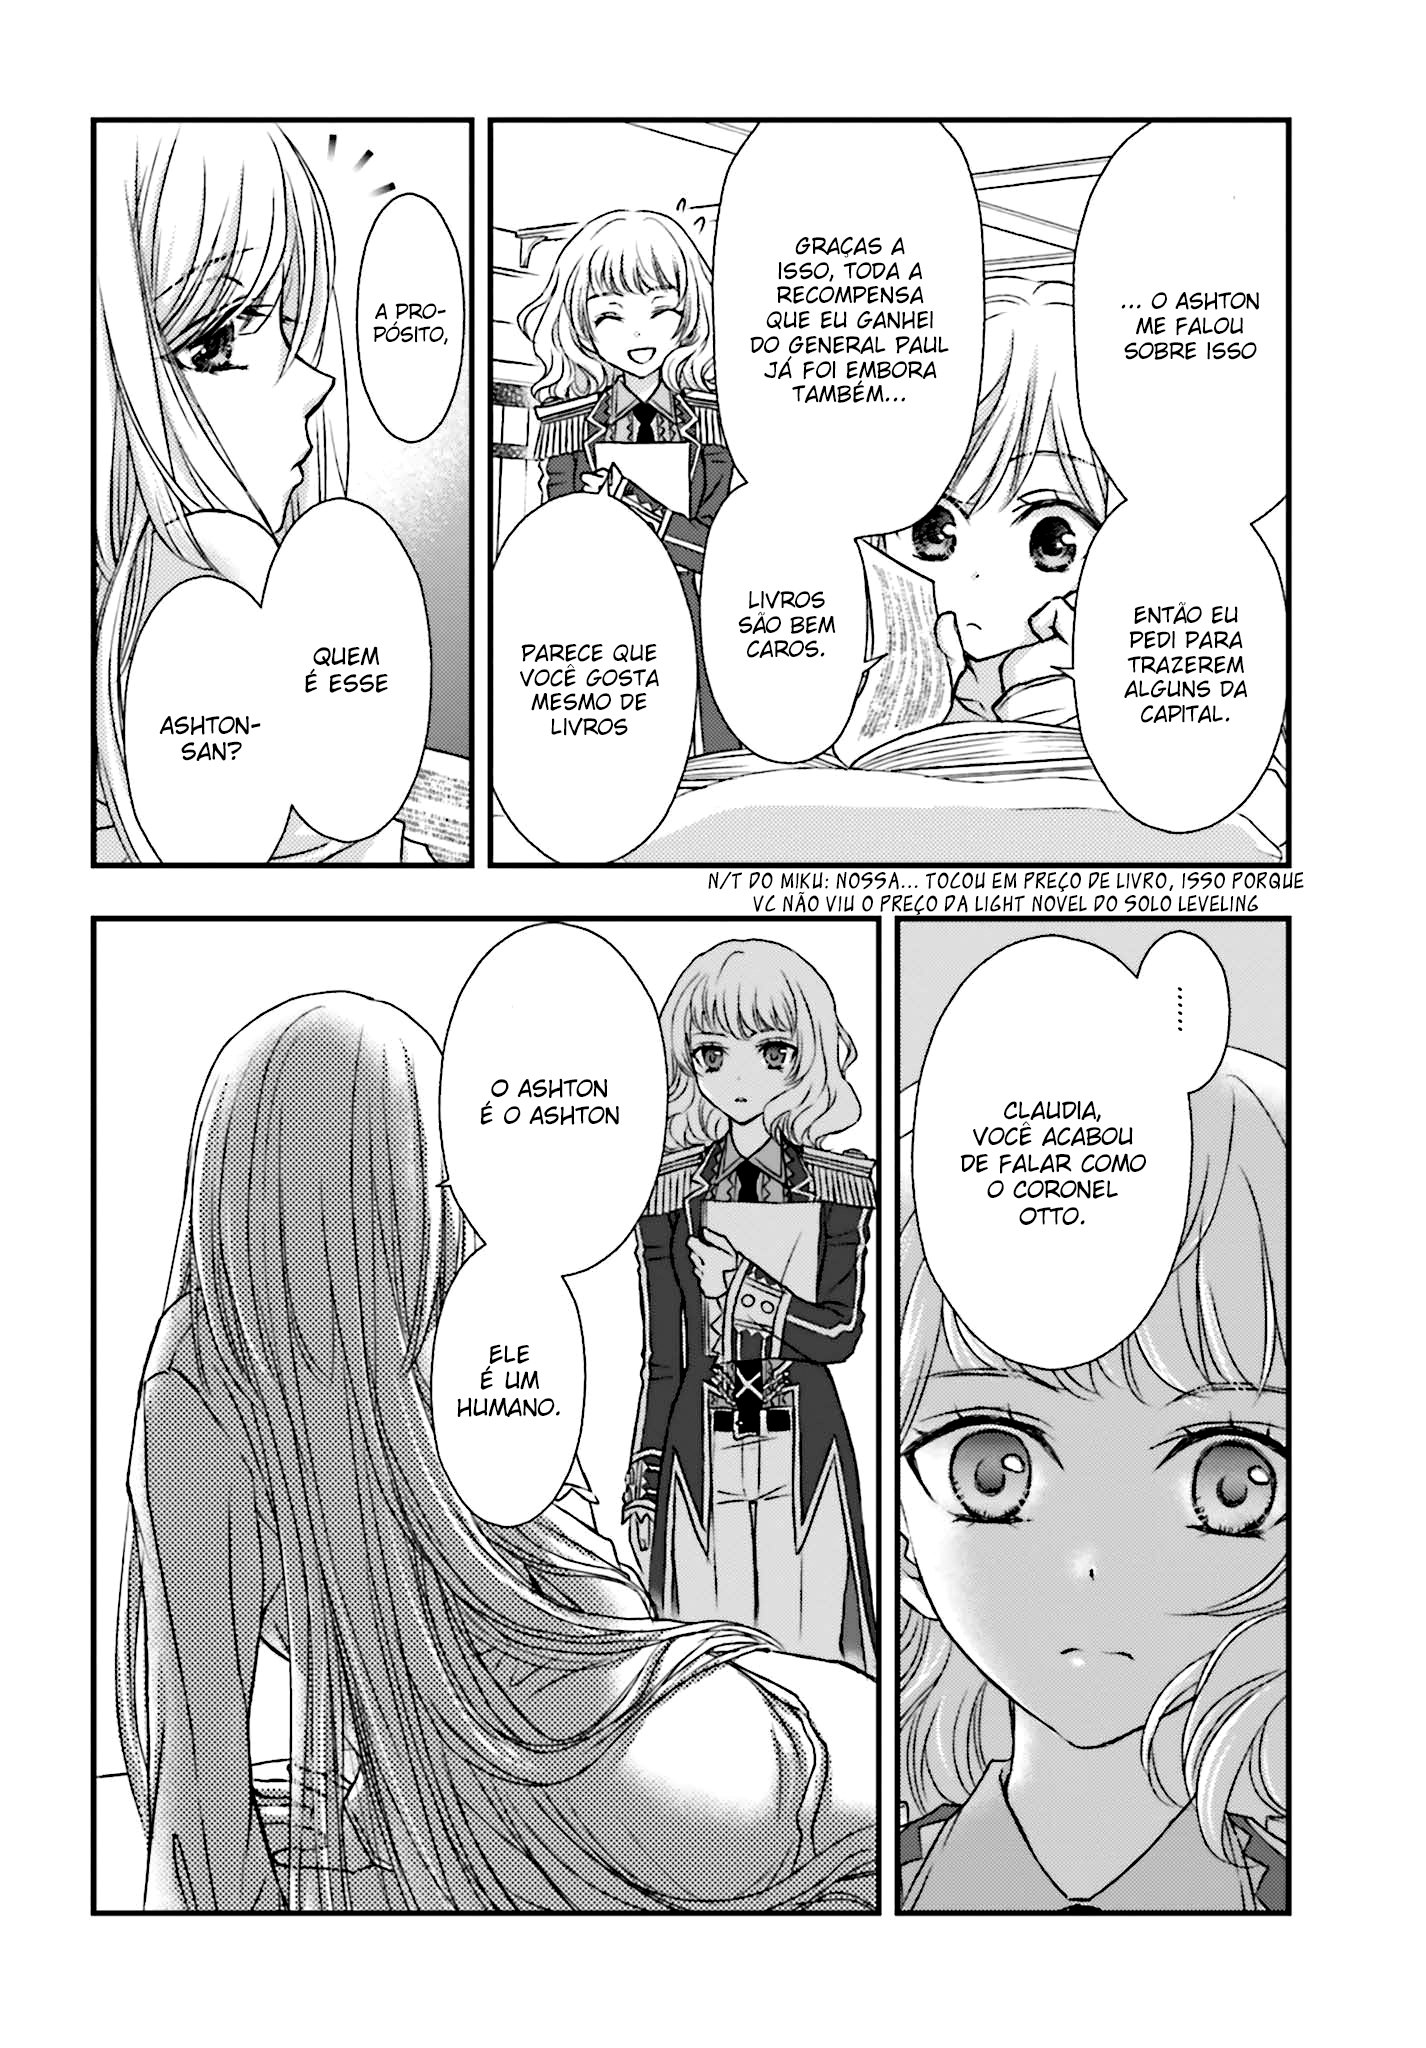 ... O ASHTON
ME FALOU
SOBRE ISSO
ENTÃO EU
PEDI PARA
TRAZEREM
ALGUNS DA
CAPITAL.
GRAÇAS A
ISSO, TODA A
RECOMPENSA
QUE EU GANHEI
DO GENERAL PAUL
JÁ FOI EMBORA
TAMBÉM...
LIVROS
SÃO BEM
CAROS.
PARECE QUE
VOCÊ GOSTA
MESMO DE
LIVROS
A PRO-
PÓSITO,
QUEM
É ESSE
ASHTON-
SAN?
N/T DO MIKU: NOSSA... TOCOU EM PREÇO DE LIVRO, ISSO PORQUE
VC NÃO VIU O PREÇO DA LIGHT NOVEL DO SOLO LEVELING
......
CLAUDIA,
VOCÊ ACABOU
DE FALAR COMO
O CORONEL
OTTO.
O ASHTON
É O ASHTON
ELE
É UM
HUMANO.